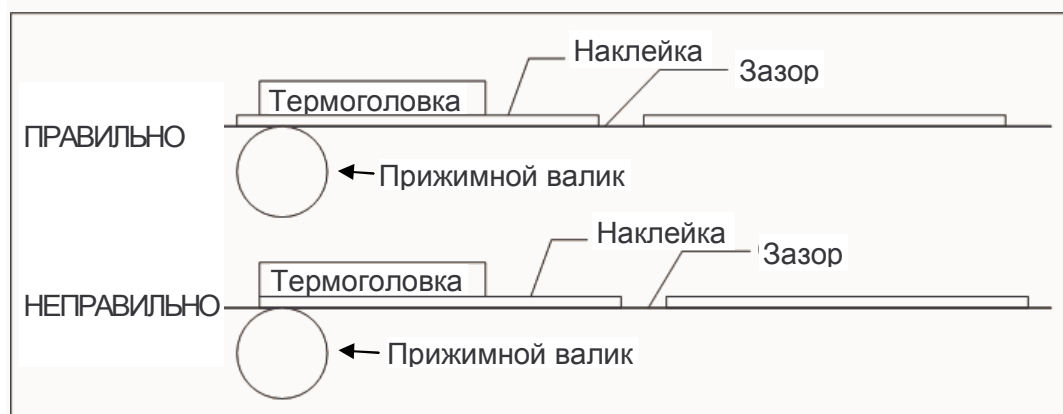 Наклейка
Зазор
Термоголовка
ПРАВИЛЬНО
Прижимной валик
Наклейка
Зазор
Термоголовка
НЕПРАВИЛЬНО
Прижимной валик